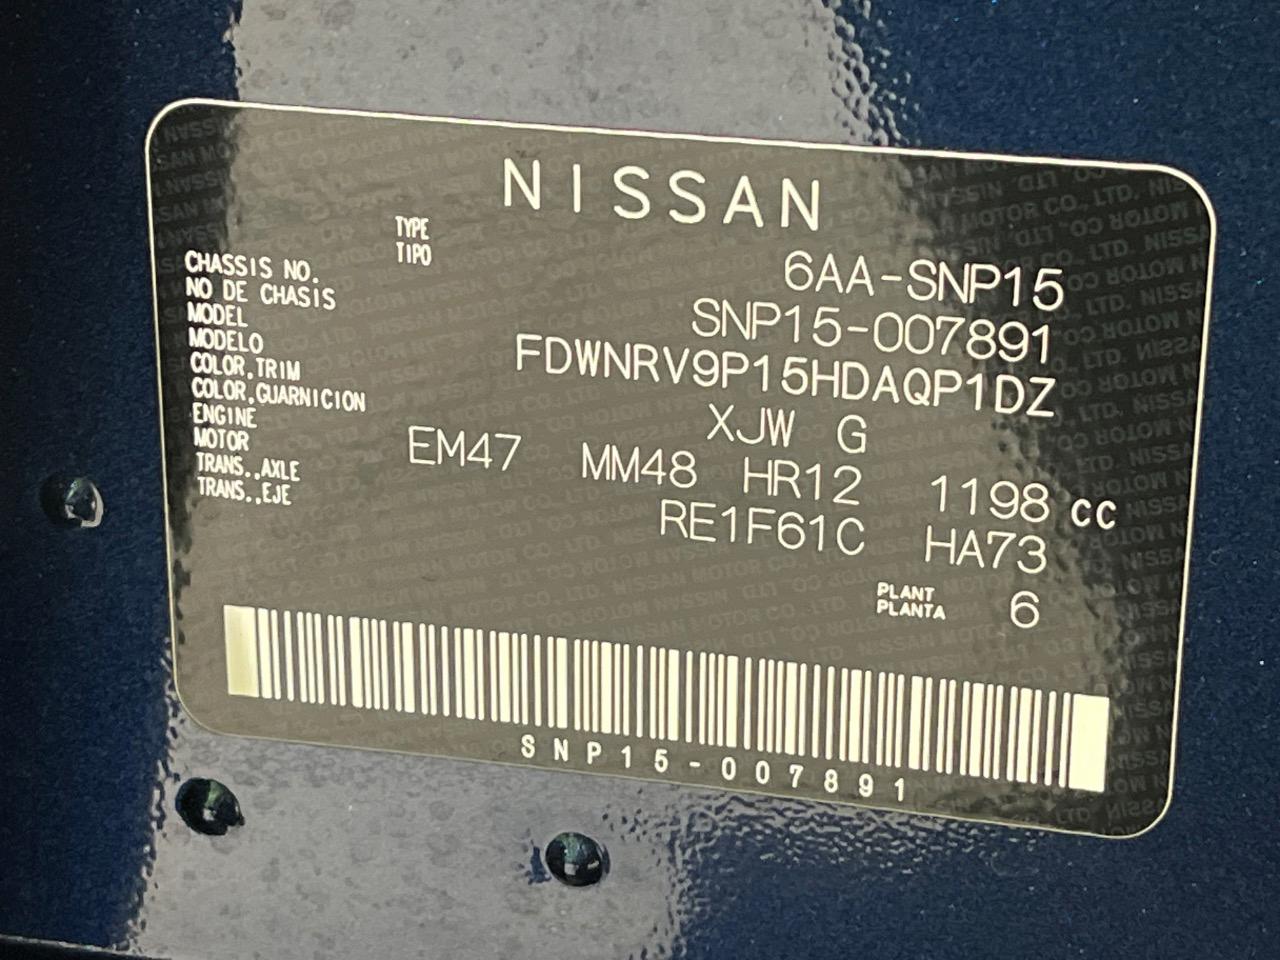 NISSAN
TYPE 6AA-SNP15
TIPO
CHASSIS NO. SNP15-007891
NO DE CHASIS
MODEL FDWNRV9P15HDAQP1DZ
MODELO
COLOR,TRIM XJW G
COLOR,GUARNICION
ENGINE EM47 MM48 HR12 1198 cc
MOTOR
TRANS.,AXLE RE1F61C HA73
TRANS.,EJE
PLANT 6
PLANTA
SNP15-007891